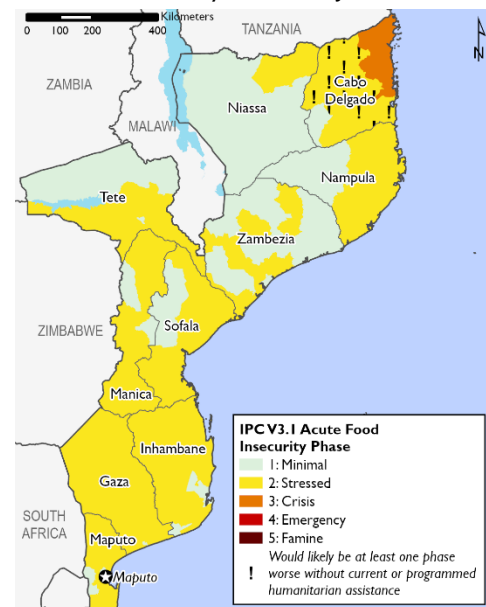 0 100 200 400 Kilometers
TANZANIA
N
ZAMBIA
Cabo
Delgado
Niassa
MALAWI
Nampula
Tete
Zambezia
ZIMBABWE
Sofala
Manica
Inhambane
Gaza
SOUTH
AFRICA
Maputo
Maputo
IPC V3.1 Acute Food
Insecurity Phase
1: Minimal
2: Stressed
3: Crisis
4: Emergency
5: Famine
Would likely be at least one phase
! worse without current or programmed
humanitarian assistance